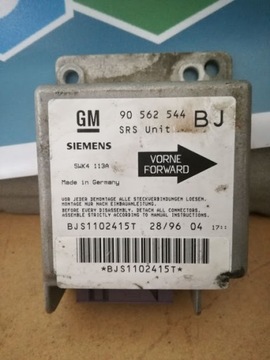 GM
90 562 544 BJ
SRS Unit
SIEMENS
5WK4 113A
VORNE
FORWARD
Made in Germany
VOR JEDER DEMONTAGE ALLE STECKVERBINDUNGEN LOESEN.
MONTAGE NUR NACH EINBAUANLEITUNG.
BEFORE EVERY DISASSEMBLY, DETACH ALL CONNECTORS.
ASSEMBLE STRICTLY ACCORDING TO MANUAL INSTRUCTIONS.
BJS1102415T 28/96 04 17:
*BJS1102415T*